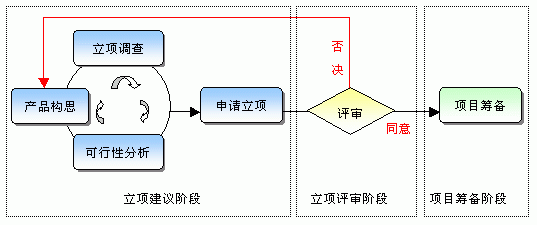 立项调查
否
决
产品构思
申请立项
评审
项目筹备
同意
可行性分析
立项建议阶段
立项评审阶段
项目筹备阶段